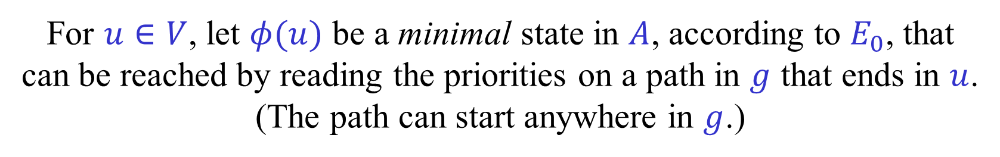 For u ∈ V, let ϕ(u) be a minimal state in A, according to E₀, that
can be reached by reading the priorities on a path in g that ends in u.
(The path can start anywhere in g.)